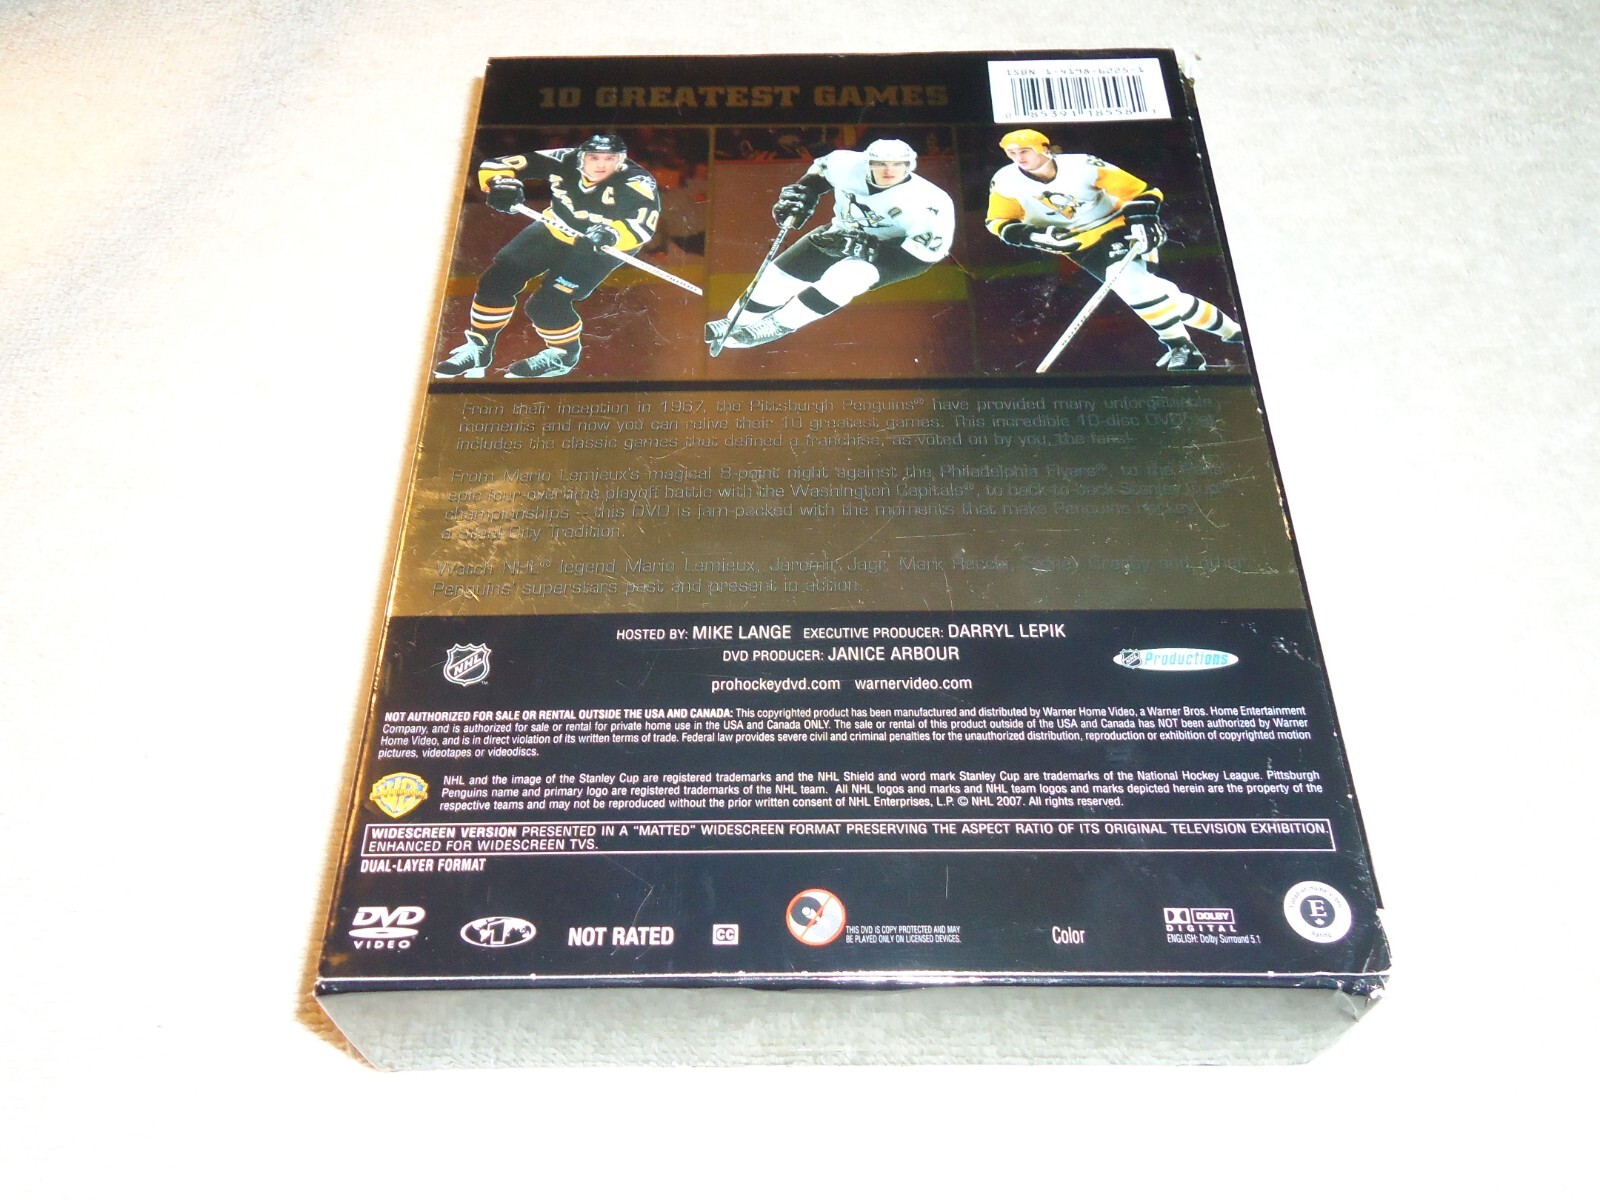 10 GREATEST GAMES
ISBN 1-4198-6225-1
0 85391 18558 1
10
C
10
From their inception in 1967, the Pittsburgh Penguins® have provided many unforgettable
moments and now you can relive their 10 greatest games. This incredible 10-disc DVD set
includes the classic games that defined a franchise, as voted on by you, the fans!
From Mario Lemieux's magical 8-point night against the Philadelphia Flyers®, to the Pens'
epic four-overtime playoff battle with the Washington Capitals®, to back-to-back Stanley Cup®
championships – this DVD is jam-packed with the moments that make Penguins hockey
a Steel City Tradition.
Watch NHL® legend Mario Lemieux, Jaromir Jagr, Mark Recchi, Sidney Crosby and other
Penguins' superstars past and present in action.
HOSTED BY: MIKE LANGE EXECUTIVE PRODUCER: DARRYL LEPIK
DVD PRODUCER: JANICE ARBOUR
NHL
NHL Productions
prohockeydvd.com warnervideo.com
NOT AUTHORIZED FOR SALE OR RENTAL OUTSIDE THE USA AND CANADA: This copyrighted product has been manufactured and distributed by Warner Home Video, a Warner Bros. Home Entertainment
Company, and is authorized for sale or rental for private home use in the USA and Canada ONLY. The sale or rental of this product outside of the USA and Canada has NOT been authorized by Warner
Home Video, and is in direct violation of its written terms of trade. Federal law provides severe civil and criminal penalties for the unauthorized distribution, reproduction or exhibition of copyrighted motion
pictures, videotapes or videodiscs.
NHL and the image of the Stanley Cup are registered trademarks and the NHL Shield and word mark Stanley Cup are trademarks of the National Hockey League. Pittsburgh
Penguins name and primary logo are registered trademarks of the NHL team. All NHL logos and marks and NHL team logos and marks depicted herein are the property of the
respective teams and may not be reproduced without the prior written consent of NHL Enterprises, L.P. © NHL 2007. All rights reserved.
WIDESCREEN VERSION PRESENTED IN A "MATTED" WIDESCREEN FORMAT PRESERVING THE ASPECT RATIO OF ITS ORIGINAL TELEVISION EXHIBITION.
ENHANCED FOR WIDESCREEN TVS.
DUAL-LAYER FORMAT
DVD
VIDEO
1
NOT RATED
CC
THIS DVD IS COPY PROTECTED AND MAY
BE PLAYED ONLY ON LICENSED DEVICES.
Color
DOLBY
DIGITAL
ENGLISH: Dolby Surround 5.1
E